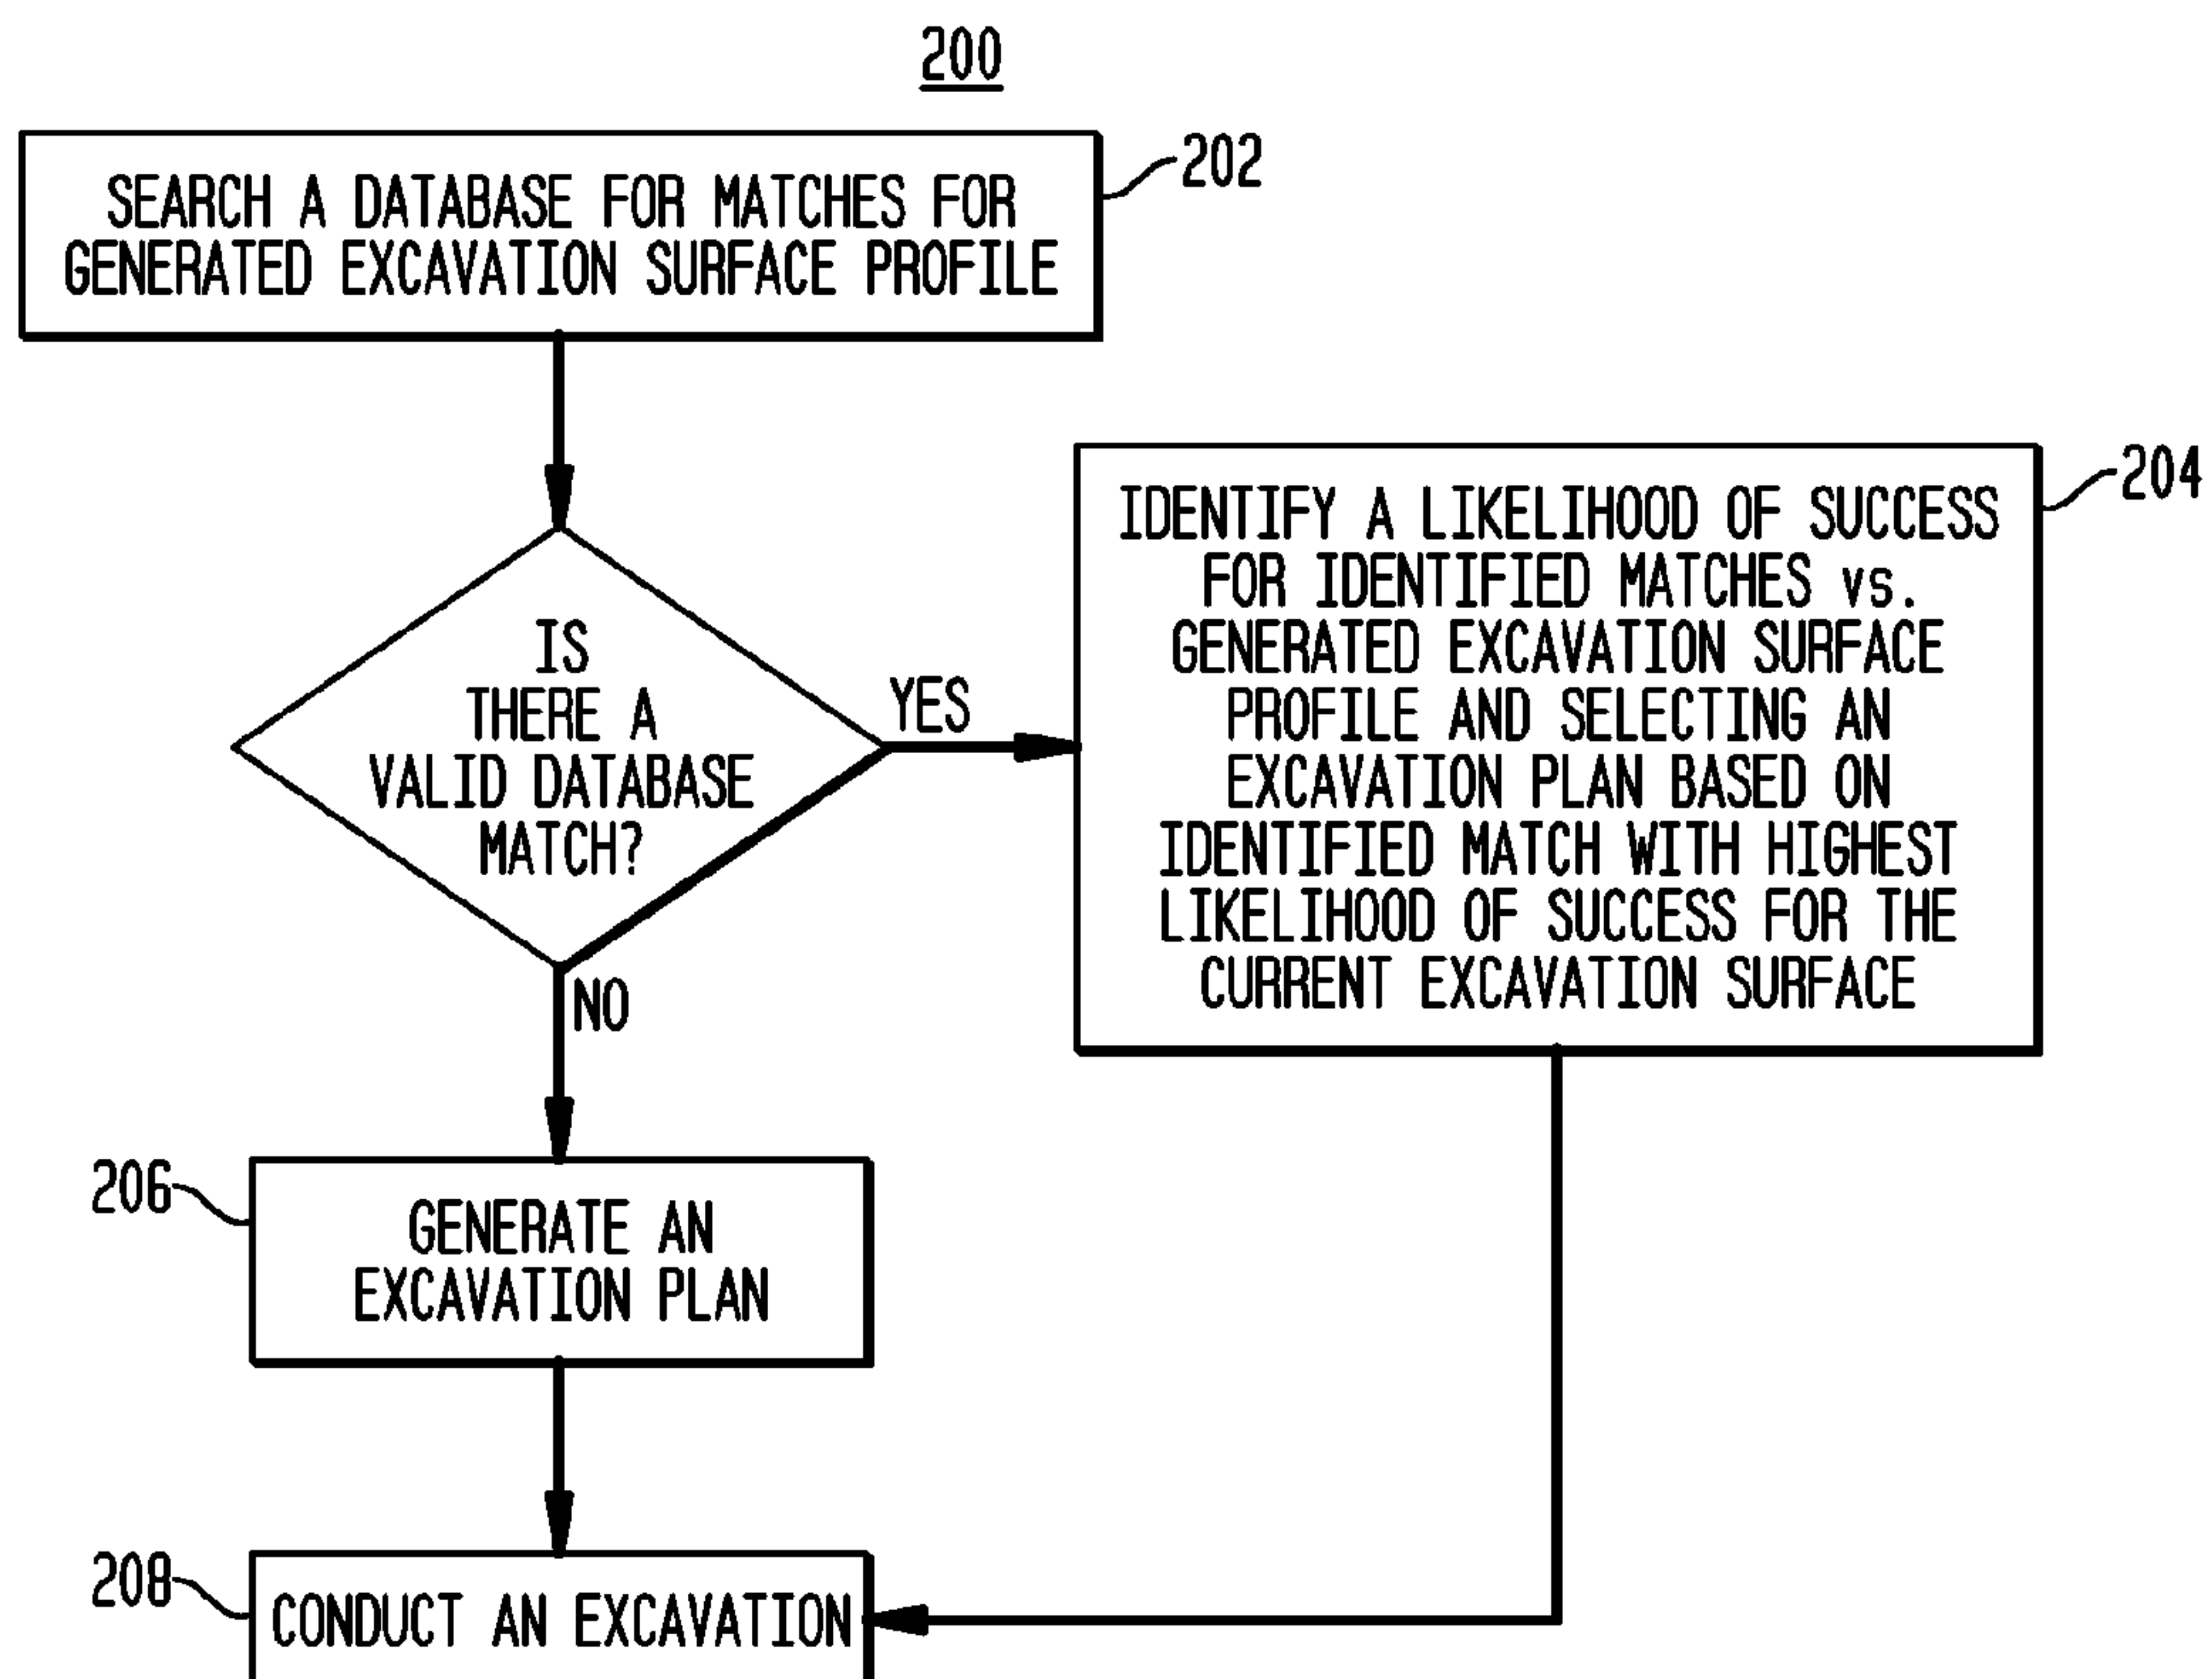 200
SEARCH A DATABASE FOR MATCHES FOR
GENERATED EXCAVATION SURFACE PROFILE
202
IS
THERE A
VALID DATABASE
MATCH?
YES
NO
IDENTIFY A LIKELIHOOD OF SUCCESS
FOR IDENTIFIED MATCHES vs.
GENERATED EXCAVATION SURFACE
PROFILE AND SELECTING AN
EXCAVATION PLAN BASED ON
IDENTIFIED MATCH WITH HIGHEST
LIKELIHOOD OF SUCCESS FOR THE
CURRENT EXCAVATION SURFACE
204
206
GENERATE AN
EXCAVATION PLAN
208
CONDUCT AN EXCAVATION